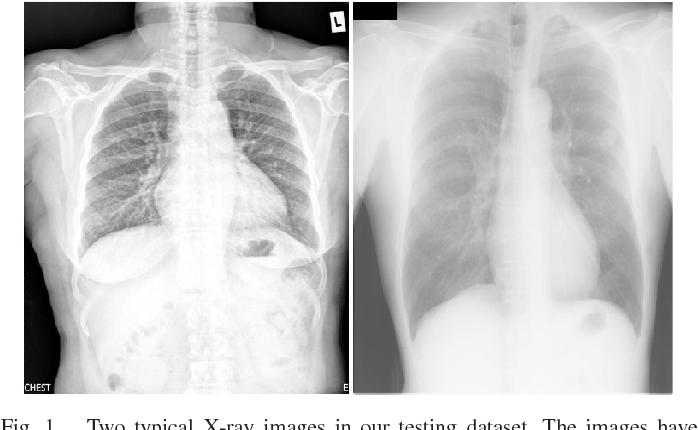 L
CHEST
E
Fig. 1. Two typical X-ray images in our testing dataset. The images have